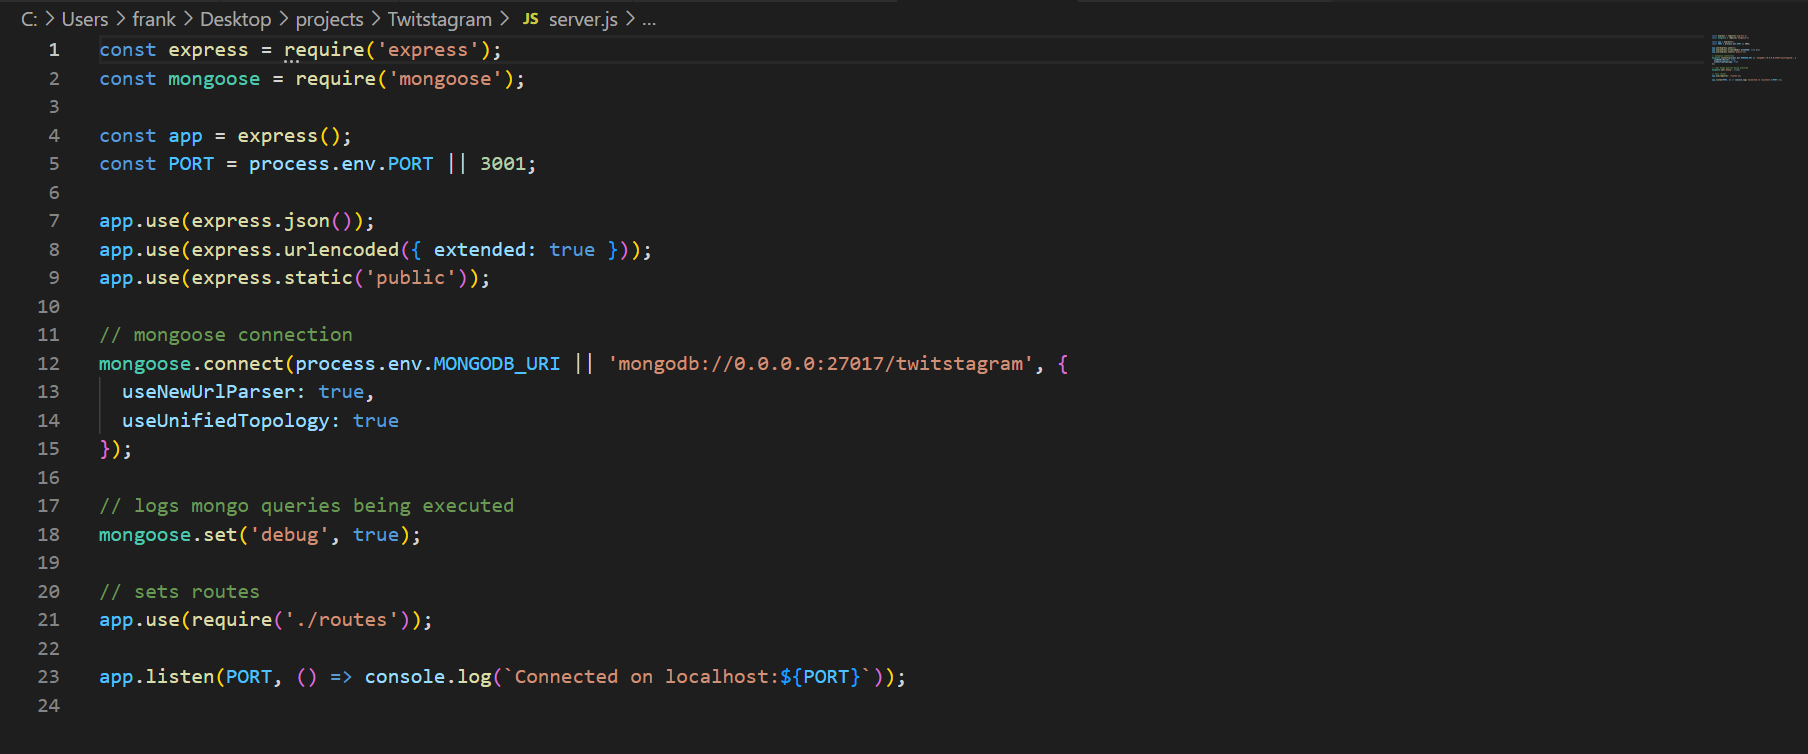 C: > Users > frank > Desktop > projects > Twitstagram > JS server.js > ...
1 const express = require('express');
2 const mongoose = require('mongoose');
3
4 const app = express();
5 const PORT = process.env.PORT || 3001;
6
7 app.use(express.json());
8 app.use(express.urlencoded({ extended: true }));
9 app.use(express.static('public'));
10
11 // mongoose connection
12 mongoose.connect(process.env.MONGODB_URI || 'mongodb://0.0.0.0:27017/twitstagram', {
13   useNewUrlParser: true,
14   useUnifiedTopology: true
15 });
16
17 // logs mongo queries being executed
18 mongoose.set('debug', true);
19
20 // sets routes
21 app.use(require('./routes'));
22
23 app.listen(PORT, () => console.log(`Connected on localhost:${PORT}`));
24